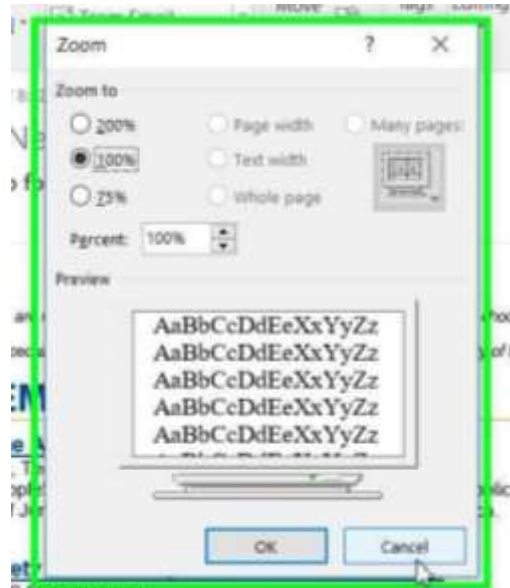 Move
Zoom ? ×
Zoom to
200% Page width Many pages:
100% Text width
75% Whole page
Percent: 100%
Preview
AaBbCcDdEeXxYyZz
AaBbCcDdEeXxYyZz
AaBbCcDdEeXxYyZz
AaBbCcDdEeXxYyZz
AaBbCcDdEeXxYyZz
OK Cancel